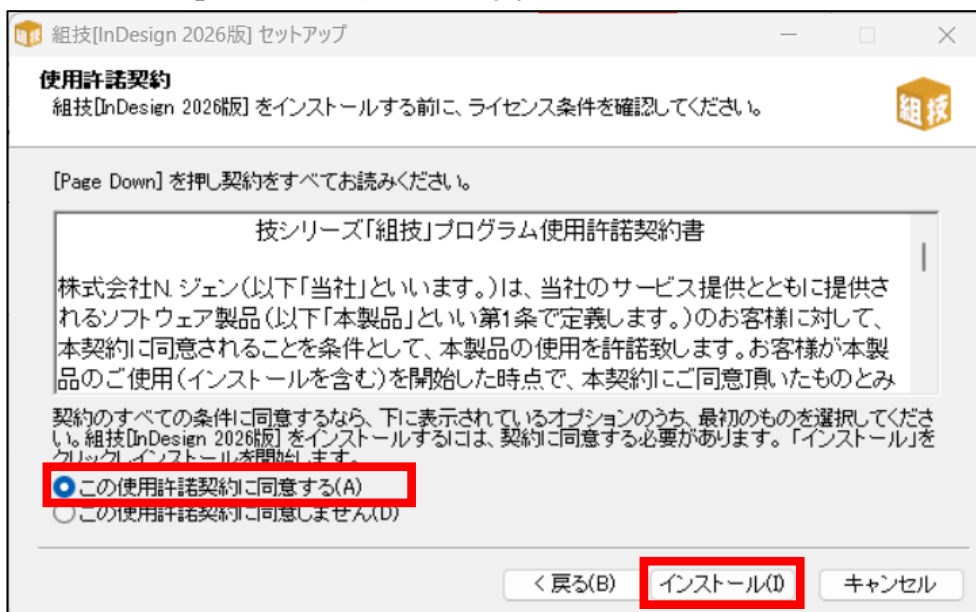 組技[InDesign 2026版] セットアップ
使用許諾契約
組技[InDesign 2026版] をインストールする前に、ライセンス条件を確認してください。
組技
[Page Down] を押し契約をすべてお読みください。
技シリーズ「組技」プログラム使用許諾契約書
株式会社N. ジェン(以下「当社」といいます。)は、当社のサービス提供とともに提供さ
れるソフトウェア製品(以下「本製品」といい第1条で定義します。)のお客様に対して、
本契約に同意されることを条件として、本製品の使用を許諾致します。お客様が本製
品のご使用(インストールを含む)を開始した時点で、本契約にご同意頂いたものとみ
契約のすべての条件に同意するなら、下に表示されているオプションのうち、最初のものを選択してくださ
い。組技[InDesign 2026版] をインストールするには、契約に同意する必要があります。「インストール」を
クリックしインストールを開始します。
この使用許諾契約に同意する(A)
この使用許諾契約に同意しません(D)
< 戻る(B)
インストール(I)
キャンセル